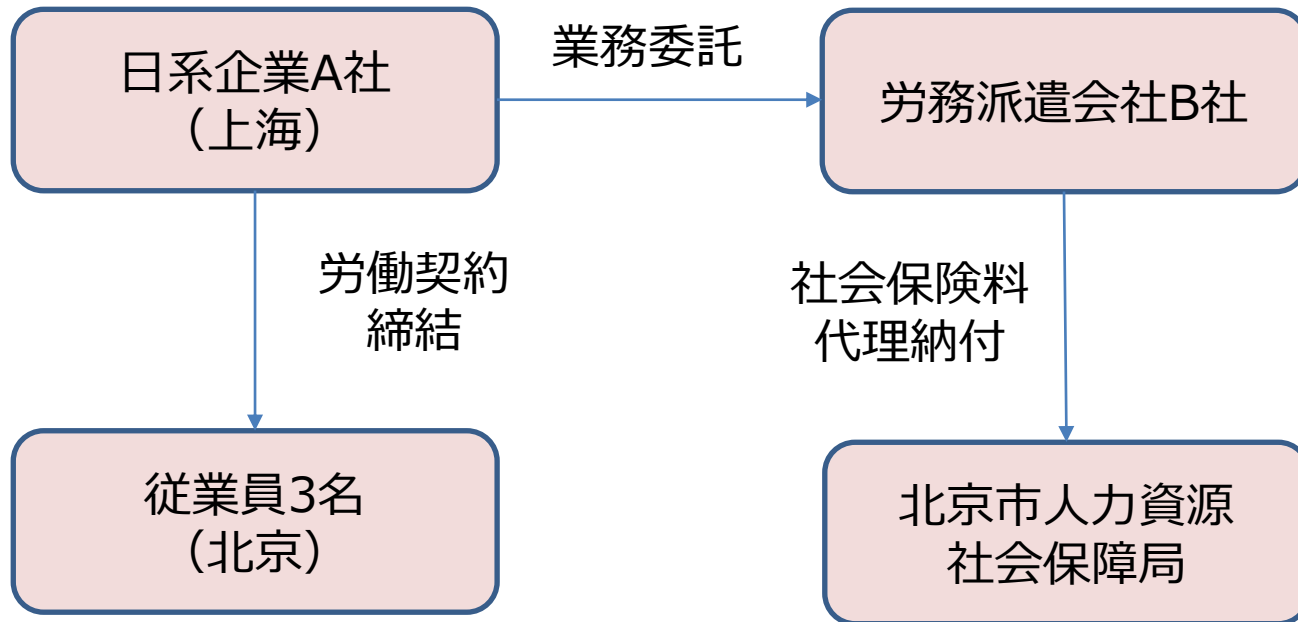 日系企業A社
（上海）
業務委託
労務派遣会社B社
労働契約
締結
社会保険料
代理納付
従業員3名
（北京）
北京市人力資源
社会保障局